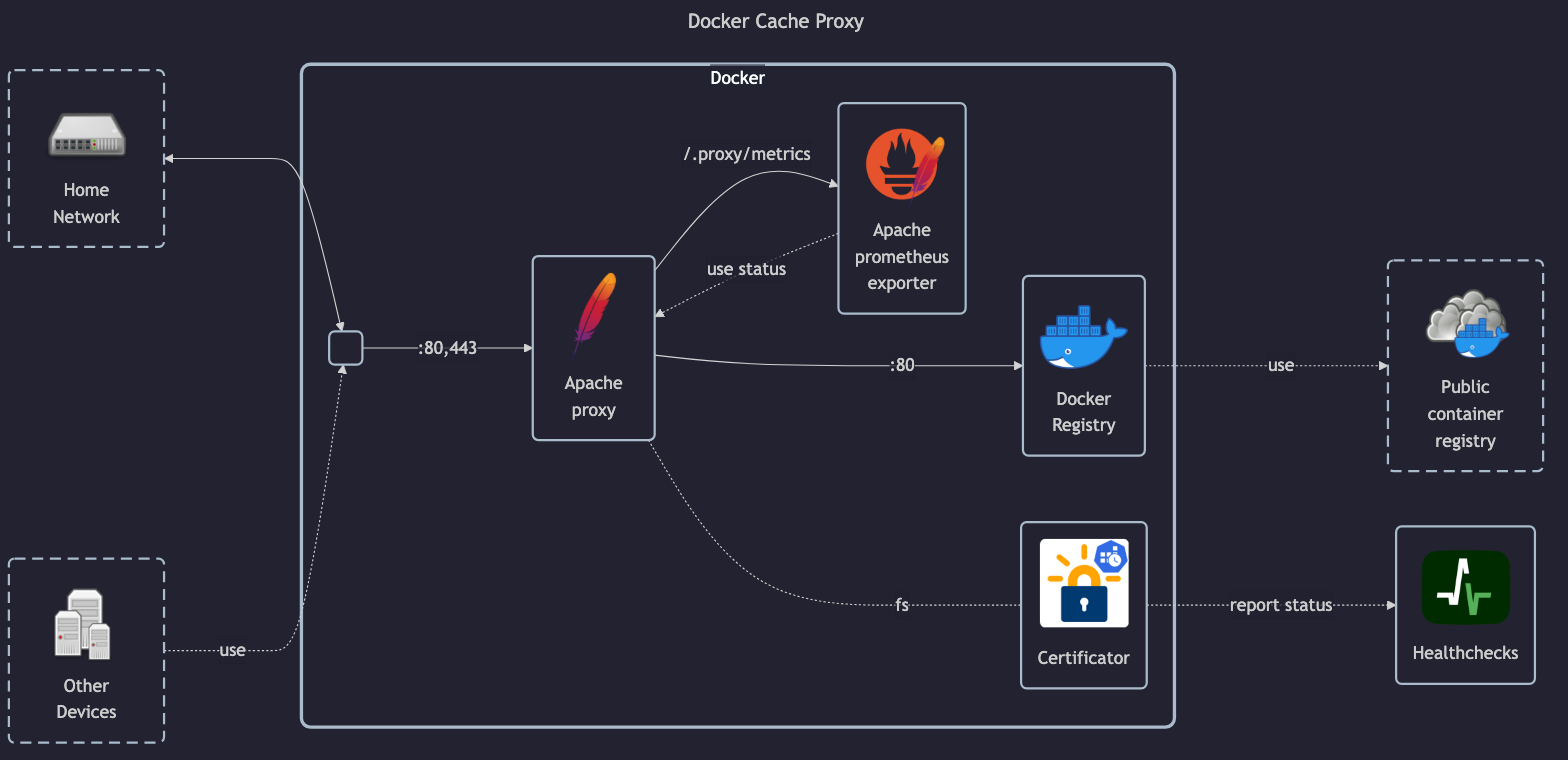 Docker Cache Proxy
Docker
Home
Network
/.proxy/metrics
Apache
prometheus
exporter
use status
:80,443
Apache
proxy
:80
Docker
Registry
use
Public
container
registry
fs
Certificator
report status
Healthchecks
use
Other
Devices